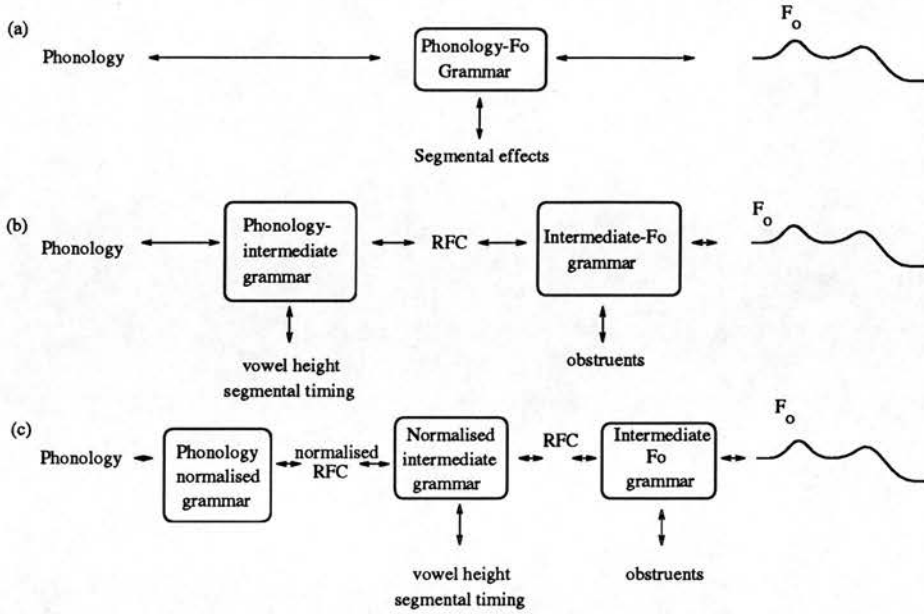 (a)
Phonology
Phonology-Fo
Grammar
Segmental effects
Fo
(b)
Phonology
Phonology-
intermediate
grammar
RFC
Intermediate-Fo
grammar
Fo
vowel height
segmental timing
obstruents
(c)
Phonology
Phonology
normalised
grammar
normalised
RFC
Normalised
intermediate
grammar
RFC
Intermediate
Fo
grammar
Fo
vowel height
segmental timing
obstruents